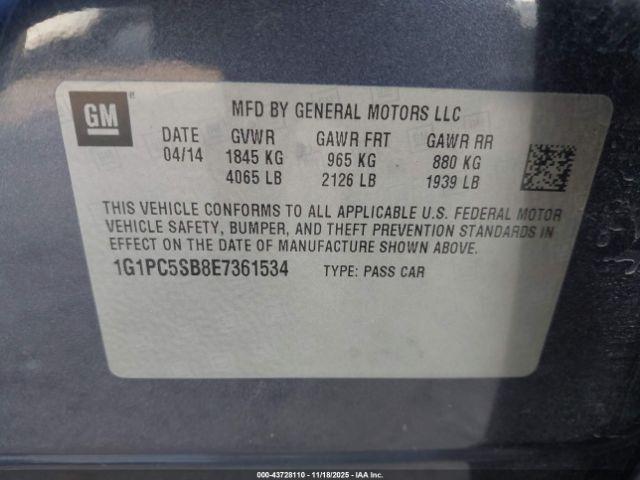 GM
MFD BY GENERAL MOTORS LLC
DATE GVWR GAWR FRT GAWR RR
04/14 1845 KG 965 KG 880 KG
4065 LB 2126 LB 1939 LB
THIS VEHICLE CONFORMS TO ALL APPLICABLE U.S. FEDERAL MOTOR
VEHICLE SAFETY, BUMPER, AND THEFT PREVENTION STANDARDS IN
EFFECT ON THE DATE OF MANUFACTURE SHOWN ABOVE.
1G1PC5SB8E7361534 TYPE: PASS CAR
000-43728110 - 11/18/2025 - IAA Inc.